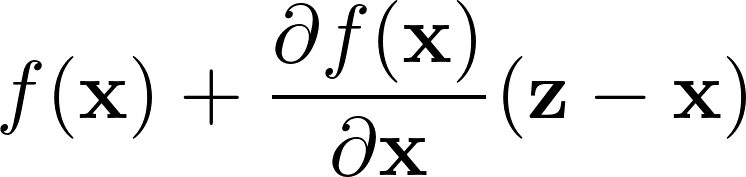 f(𝐱) + ∂f(𝐱)/∂𝐱 (𝐳 − 𝐱)